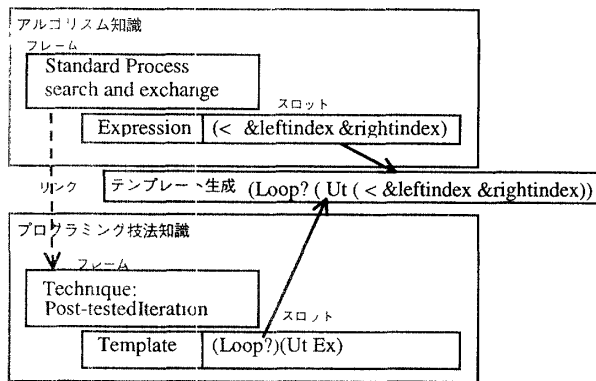 アルゴリズム知識
フレーム
Standard Process
search and exchange
スロット
Expression (< &leftindex &rightindex)
リンク
テンプレート生成 (Loop? ( Ut ( < &leftindex &rightindex))
プログラミング技法知識
フレーム
Technique:
Post-testedIteration
スロット
Template (Loop?)(Ut Ex)